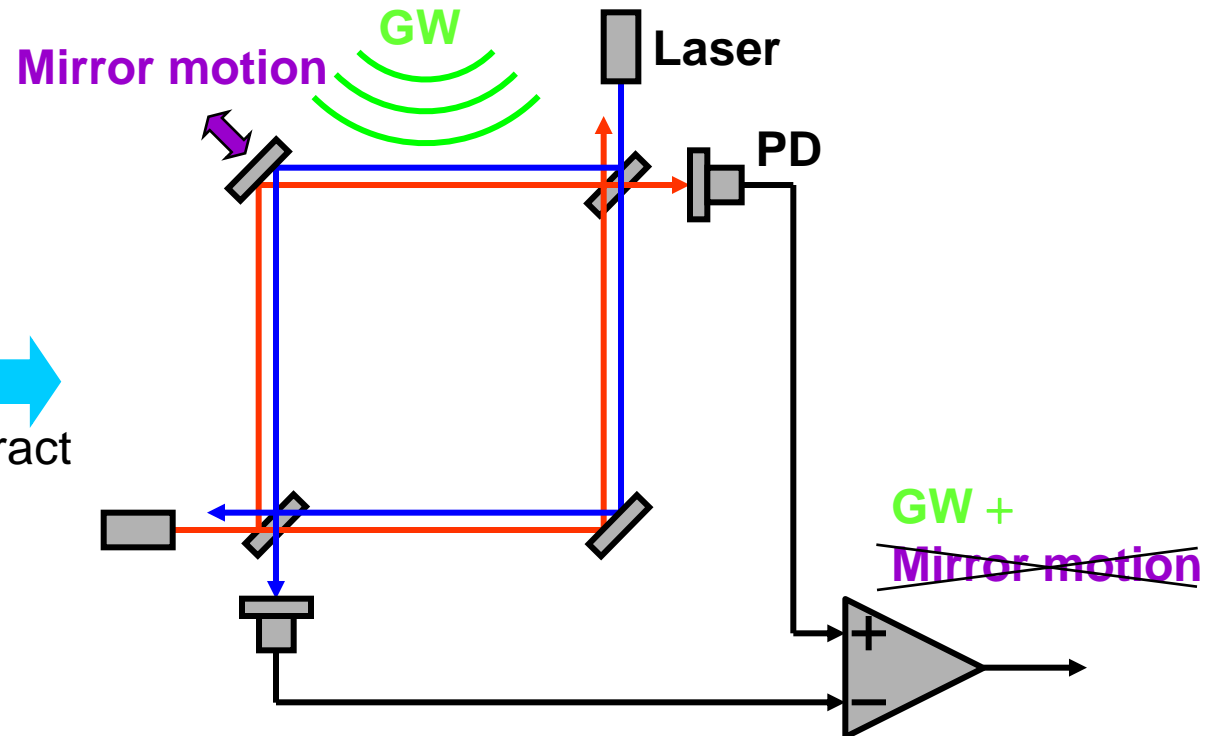 GW
Laser
Mirror motion
PD
ract
GW +
Mirror motion
+
−